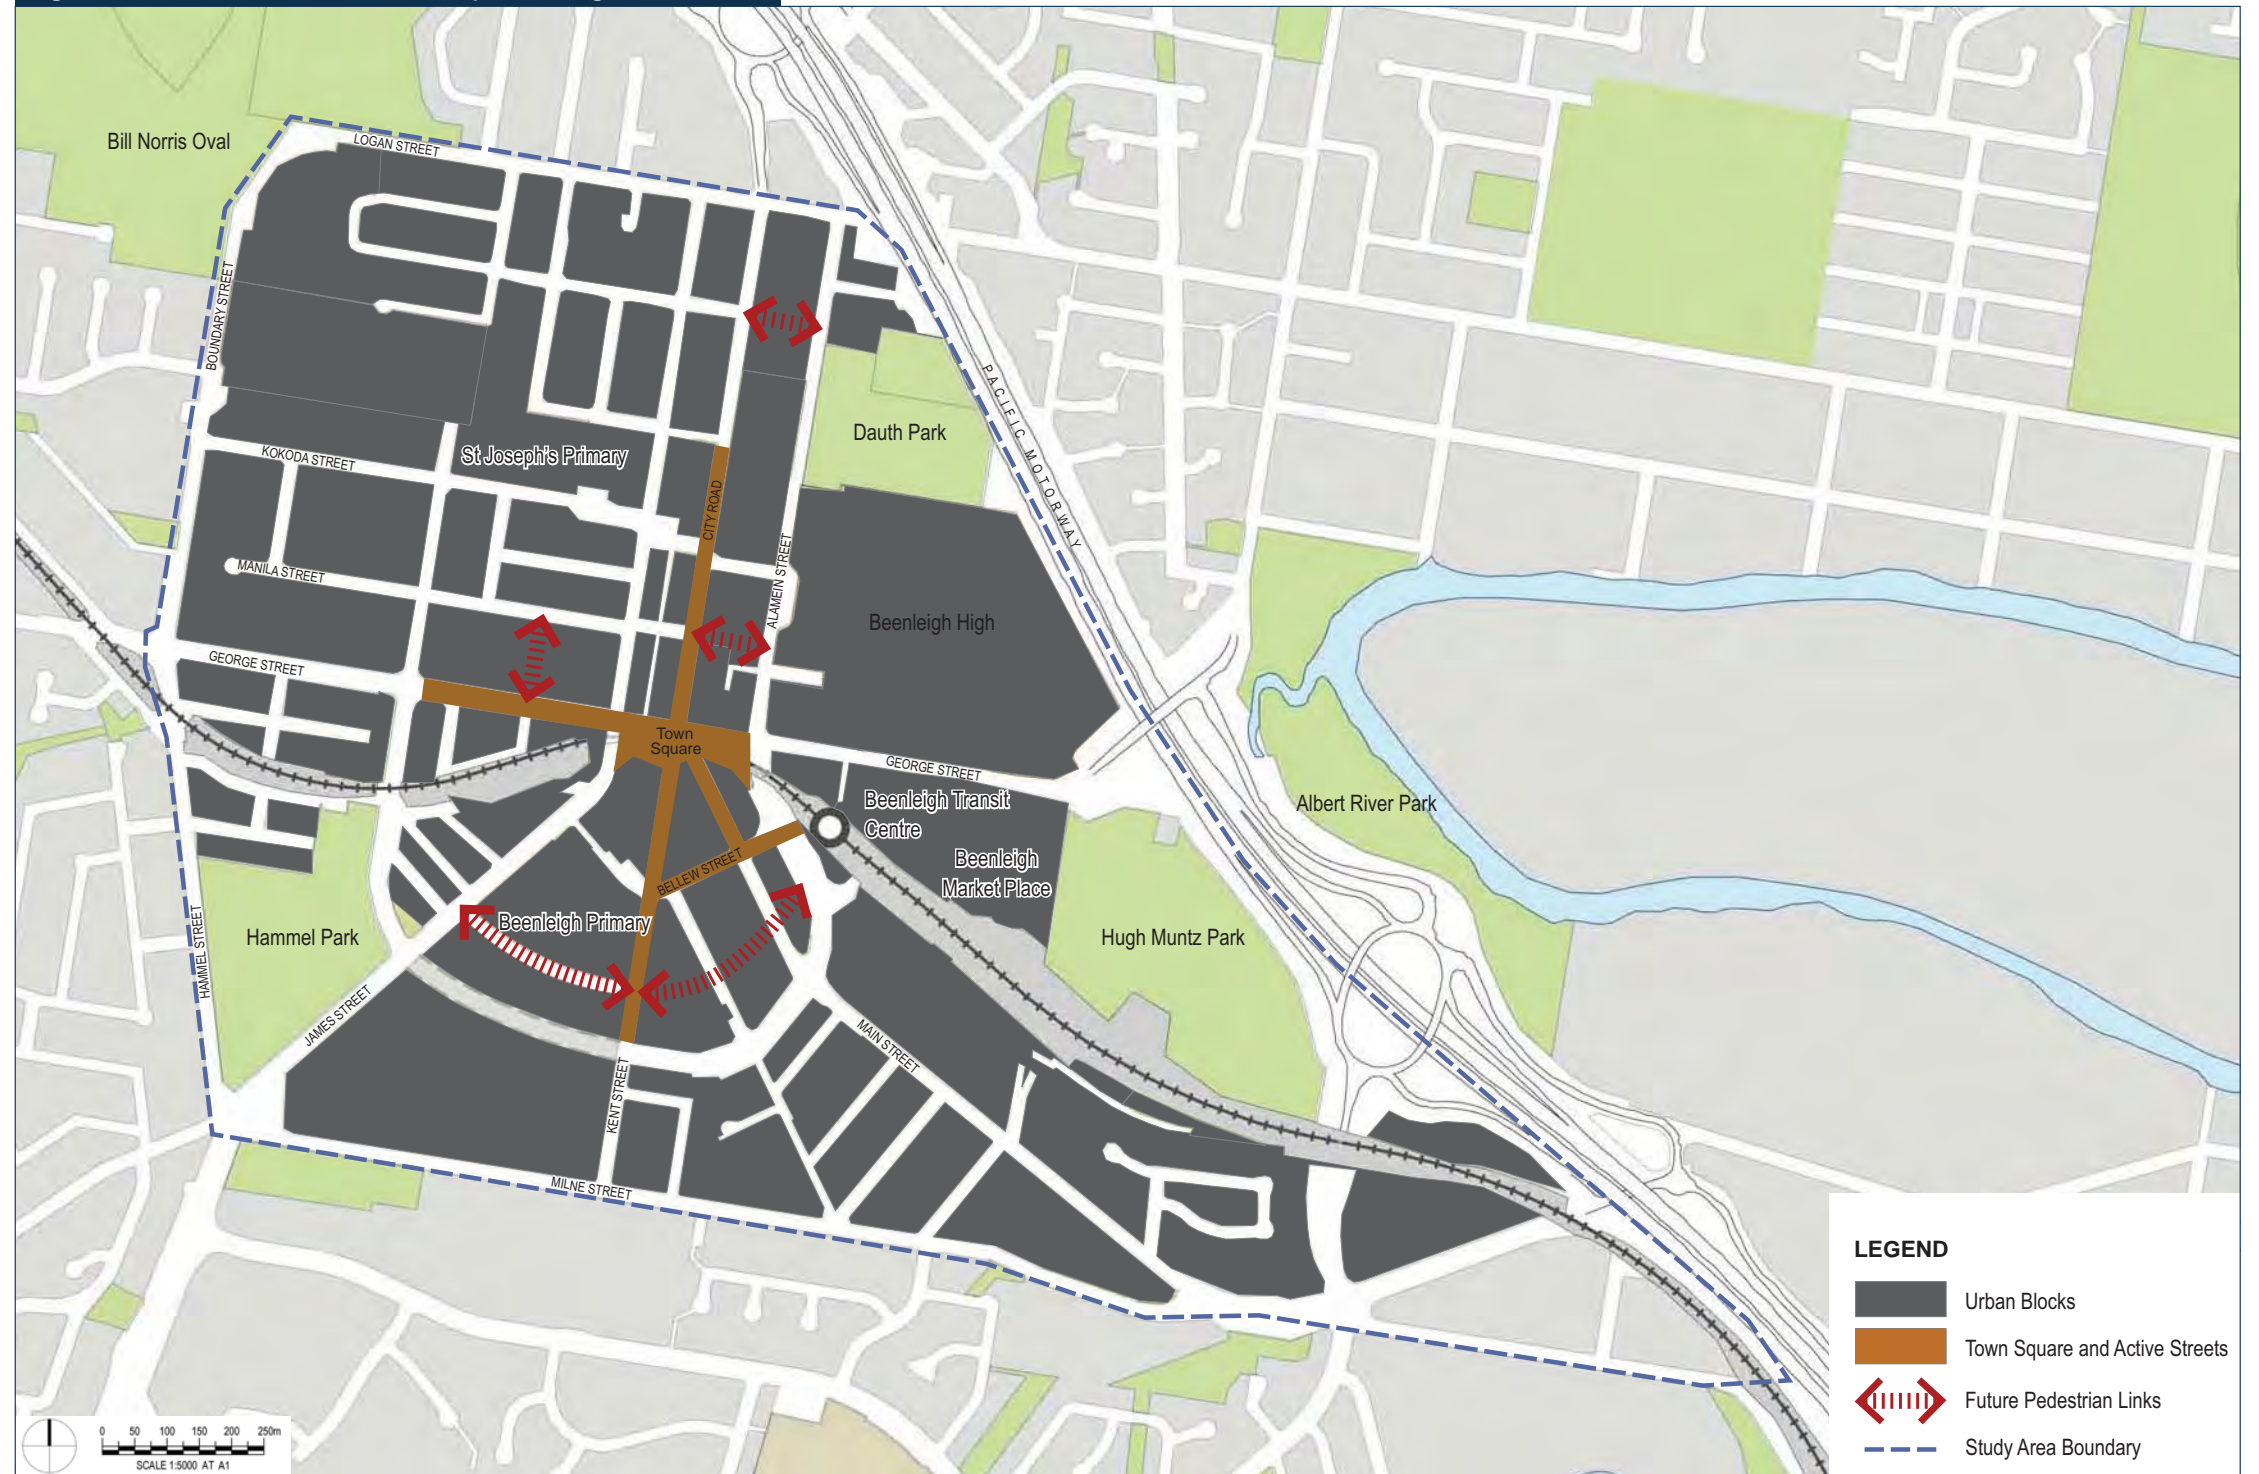 Bill Norris Oval
LOGAN STREET
BOUNDARY STREET
PACIFIC MOTORWAY
Dauth Park
KOKODA STREET
St Joseph's Primary
CITY ROAD
ALAMEIN STREET
MANILA STREET
Beenleigh High
GEORGE STREET
Town
Square
GEORGE STREET
Beenleigh Transit
Centre
Albert River Park
Beenleigh
Market Place
BELLEW STREET
Beenleigh Primary
Hammel Park
HAMMEL STREET
Hugh Muntz Park
JAMES STREET
MAIN STREET
KENT STREET
MILNE STREET
LEGEND
Urban Blocks
Town Square and Active Streets
Future Pedestrian Links
Study Area Boundary
0 50 100 150 200 250m
SCALE 1:5000 AT A1